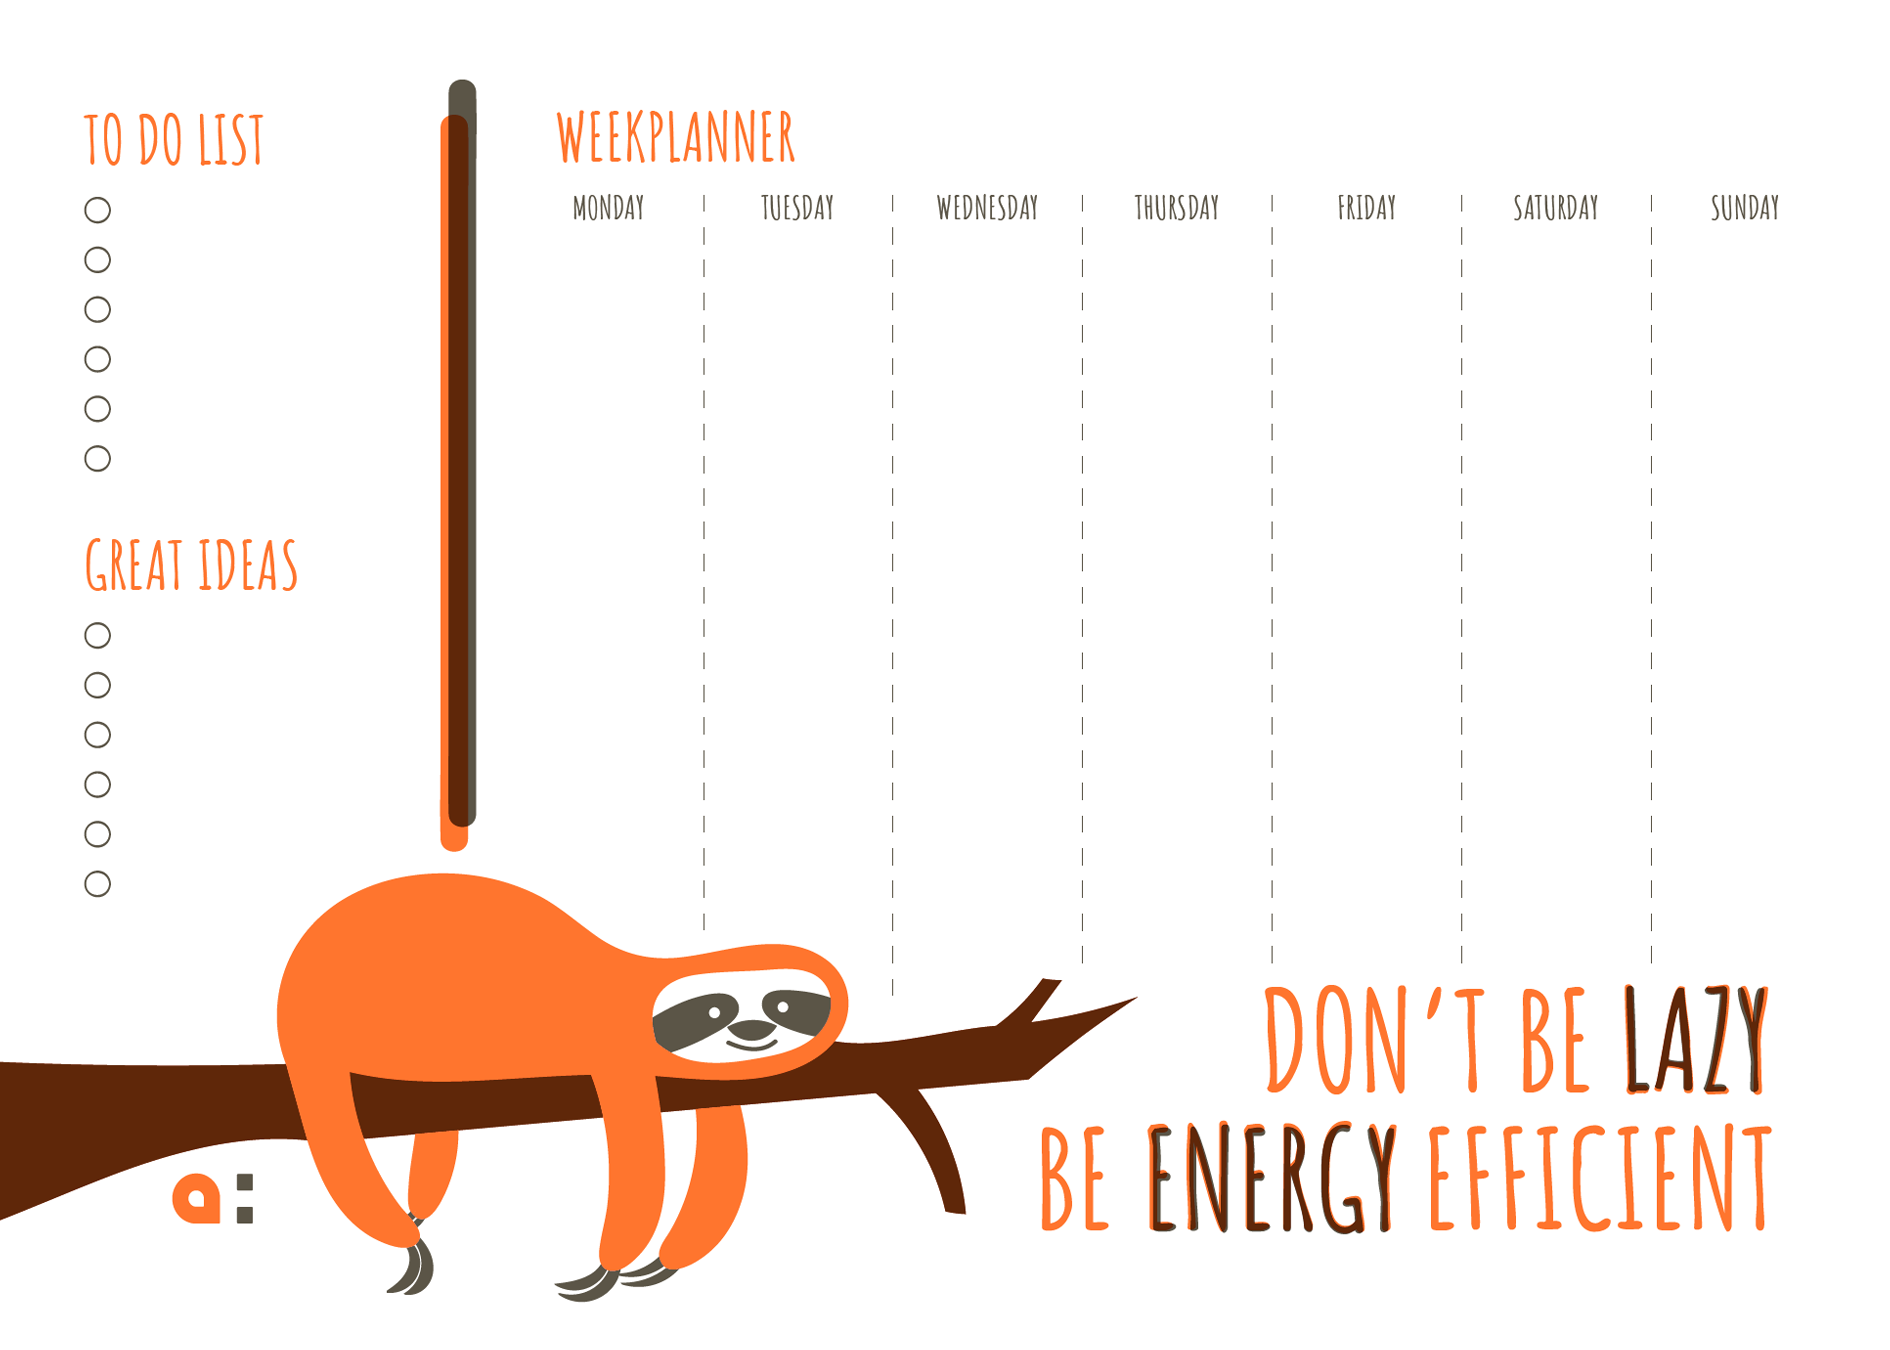 TO DO LIST
GREAT IDEAS
WEEKPLANNER
MONDAY TUESDAY WEDNESDAY THURSDAY FRIDAY SATURDAY SUNDAY
DON'T BE LAZY
BE ENERGY EFFICIENT
a: